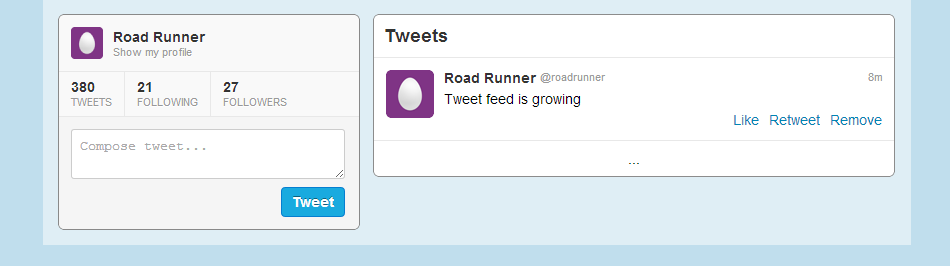 Road Runner
Show my profile
380 21 27
TWEETS FOLLOWING FOLLOWERS
Compose tweet...
Tweet
Tweets
Road Runner @roadrunner 8m
Tweet feed is growing
Like Retweet Remove
...